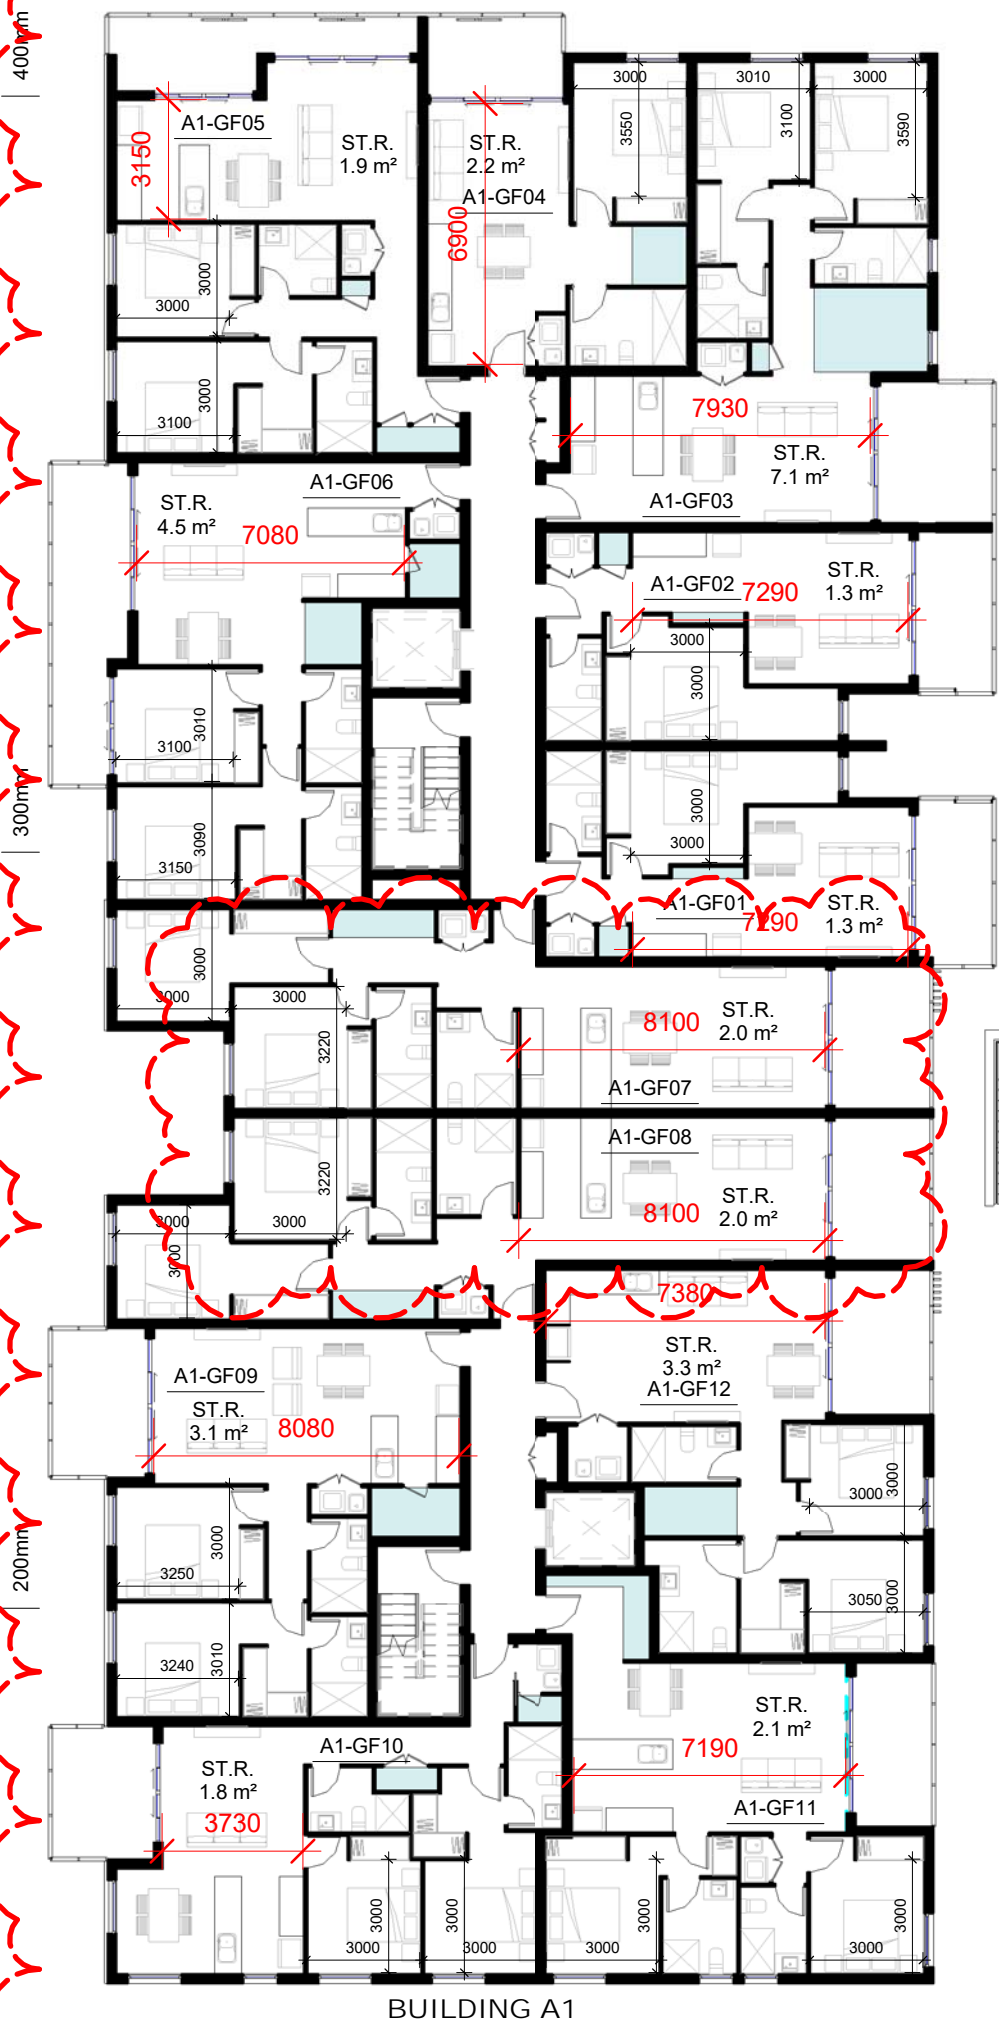 400mm
3000
3010
3000
A1-GF05
3550
3100
3590
3150
ST.R.
1.9 m²
ST.R.
2.2 m²
A1-GF04
6900
3000
3000
3000
3100
7930
ST.R.
7.1 m²
A1-GF03
A1-GF06
ST.R.
4.5 m²
7080
A1-GF02
7290
ST.R.
1.3 m²
3000
3000
3010
3100
300mm
3000
3000
3090
3150
A1-GF01
7290
ST.R.
1.3 m²
3000
3000
3000
3220
8100
ST.R.
2.0 m²
A1-GF07
A1-GF08
3220
ST.R.
2.0 m²
8100
3000
3000
3000
7380
ST.R.
3.3 m²
A1-GF12
A1-GF09
ST.R.
3.1 m²
8080
3000
3000
3000
3250
200mm
3050
3000
3010
3240
ST.R.
2.1 m²
A1-GF10
7190
ST.R.
1.8 m²
3730
A1-GF11
3000
3000
3000
3000
3000
3000
3000
BUILDING A1